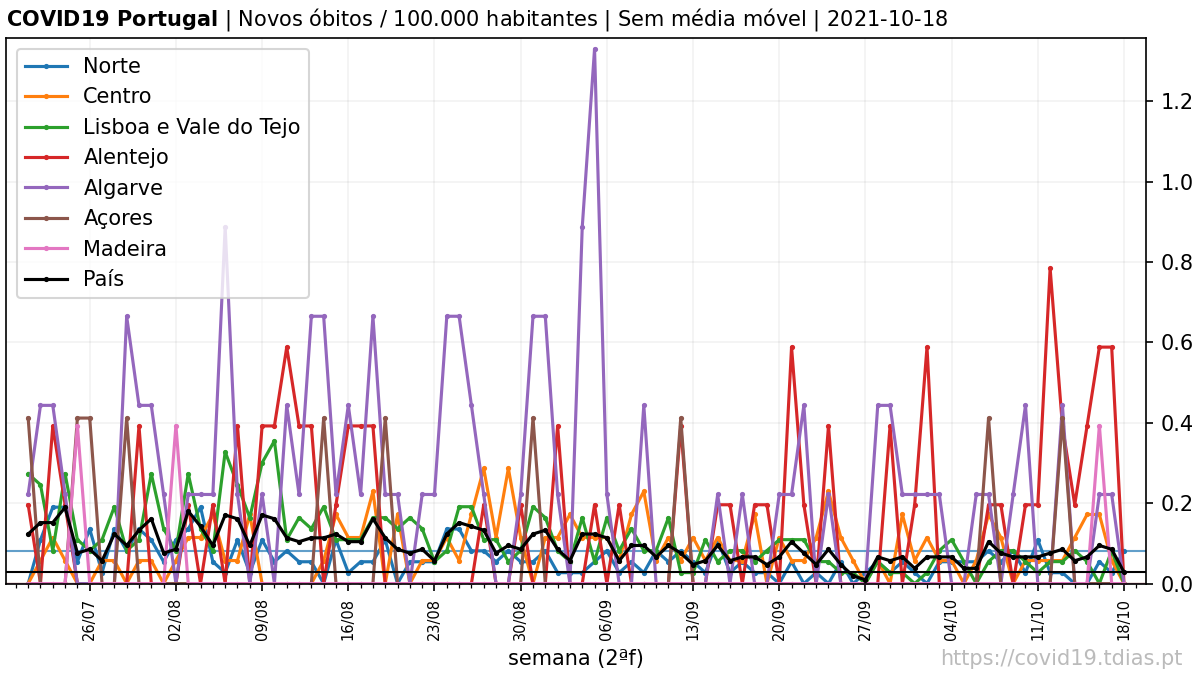 COVID19 Portugal | Novos óbitos / 100.000 habitantes | Sem média móvel | 2021-10-18
Norte
Centro
Lisboa e Vale do Tejo
Alentejo
Algarve
Açores
Madeira
País
1.2
1.0
0.8
0.6
0.4
0.2
0.0
26/07
02/08
09/08
16/08
23/08
30/08
06/09
13/09
20/09
27/09
04/10
11/10
18/10
semana (2ªf)
https://covid19.tdias.pt